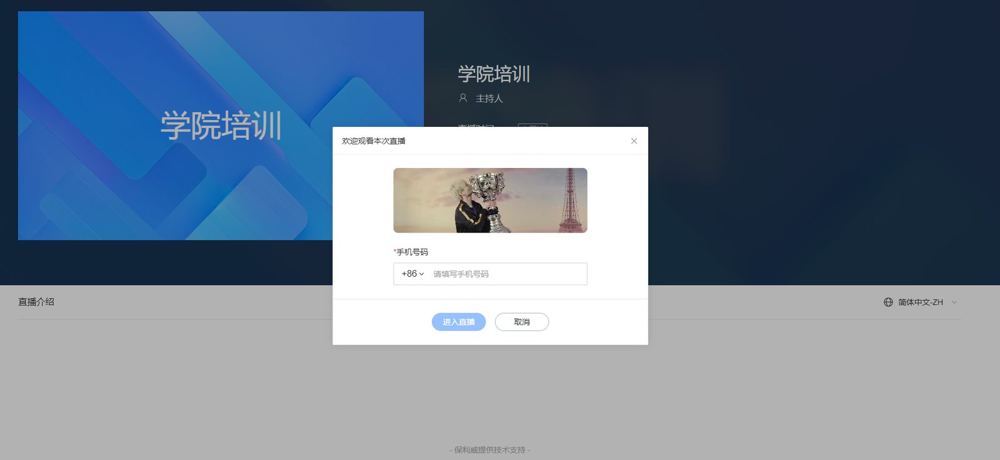 学院培训
学院培训
主持人
欢迎观看本次直播
*手机号码
+86
请填写手机号码
进入直播
取消
直播介绍
简体中文-ZH
- 保利威提供技术支持 -